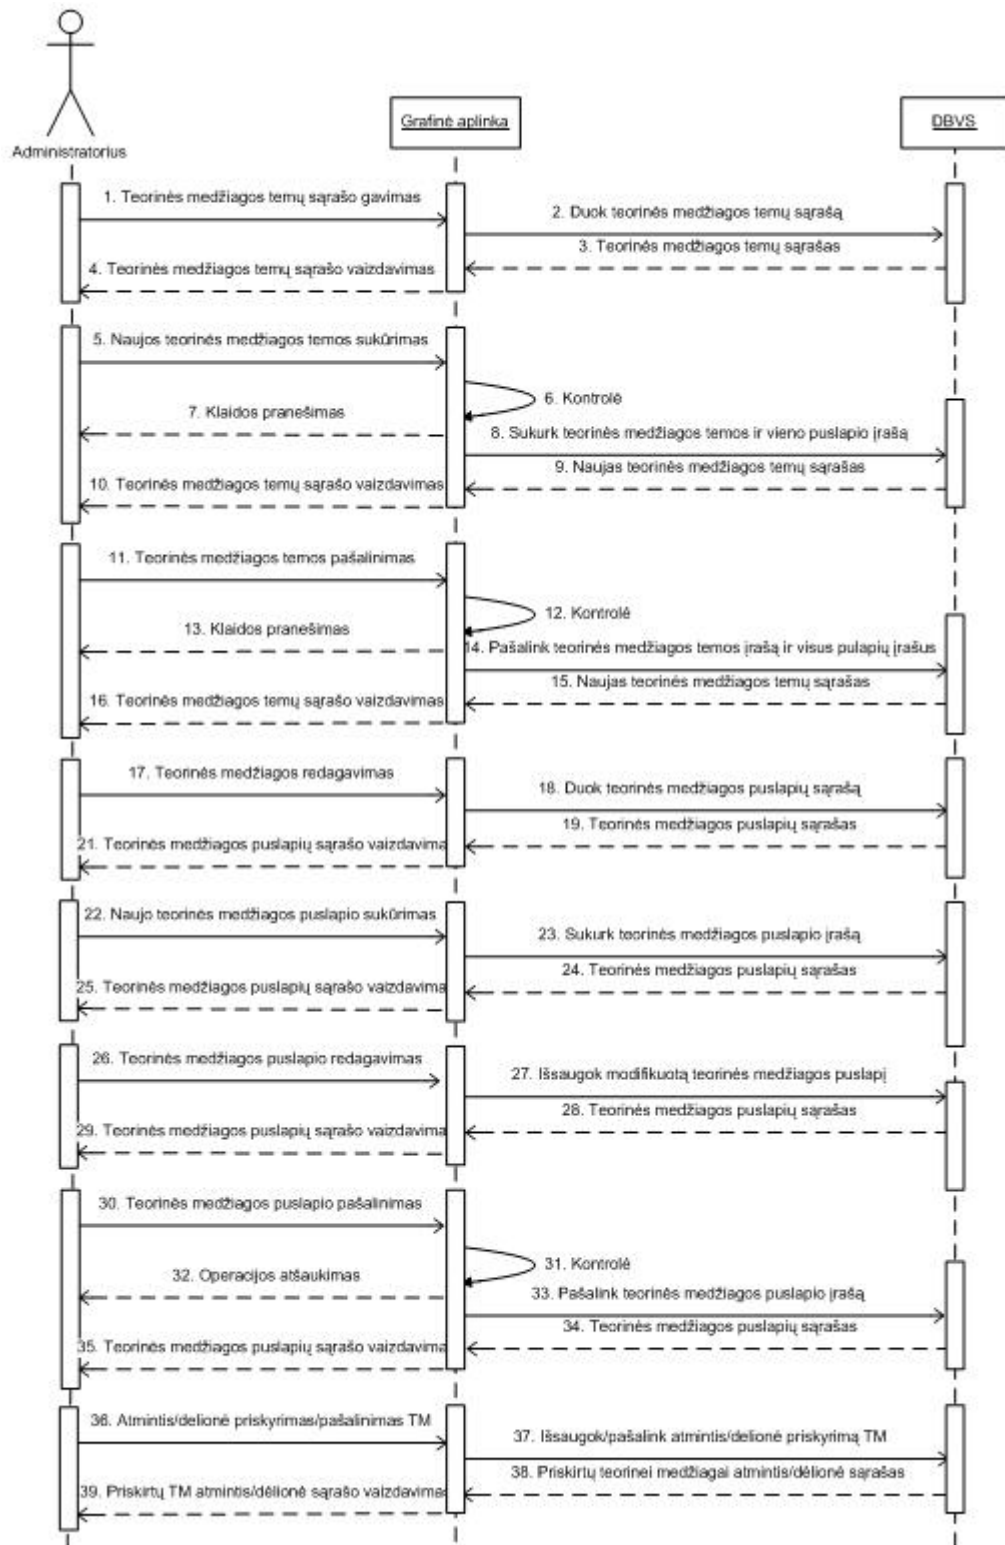 Administratorius
Grafinė aplinka
DBVS
1. Teorinės medžiagos temų sąrašo gavimas
2. Duok teorinės medžiagos temų sąrašą
3. Teorinės medžiagos temų sąrašas
4. Teorinės medžiagos temų sąrašo vaizdavimas
5. Naujos teorinės medžiagos temos sukūrimas
6. Kontrolė
7. Klaidos pranešimas
8. Sukurk teorinės medžiagos temos ir vieno puslapio įrašą
9. Naujas teorinės medžiagos temų sąrašas
10. Teorinės medžiagos temų sąrašo vaizdavimas
11. Teorinės medžiagos temos pašalinimas
12. Kontrolė
13. Klaidos pranešimas
14. Pašalink teorinės medžiagos temos įrašą ir visus pulapių įrašus
15. Naujas teorinės medžiagos temų sąrašas
16. Teorinės medžiagos temų sąrašo vaizdavimas
17. Teorinės medžiagos redagavimas
18. Duok teorinės medžiagos puslapių sąrašą
19. Teorinės medžiagos puslapių sąrašas
21. Teorinės medžiagos puslapių sąrašo vaizdavima
22. Naujo teorinės medžiagos puslapio sukūrimas
23. Sukurk teorinės medžiagos puslapio įrašą
24. Teorinės medžiagos puslapių sąrašas
25. Teorinės medžiagos puslapių sąrašo vaizdavima
26. Teorinės medžiagos puslapio redagavimas
27. Išsaugok modifikuotą teorinės medžiagos puslapį
28. Teorinės medžiagos puslapių sąrašas
29. Teorinės medžiagos puslapių sąrašo vaizdavima
30. Teorinės medžiagos puslapio pašalinimas
31. Kontrolė
32. Operacijos atšaukimas
33. Pašalink teorinės medžiagos puslapio įrašą
34. Teorinės medžiagos puslapių sąrašas
35. Teorinės medžiagos puslapių sąrašo vaizdavima
36. Atmintis/delionė priskyrimas/pašalinimas TM
37. Išsaugok/pašalink atmintis/delionė priskyrimą TM
38. Priskirtų teorinei medžiagai atmintis/dėlionė sąrašas
39. Priskirtų TM atmintis/dėlionė sąrašo vaizdavimas